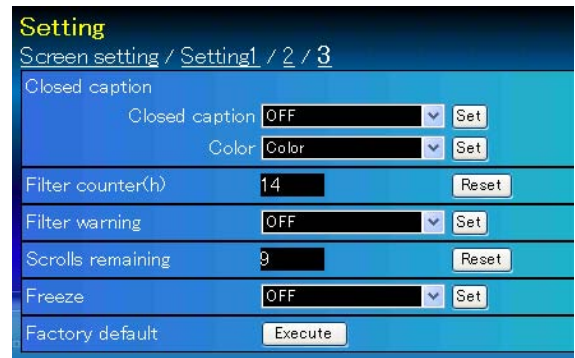 Setting
Screen setting / Setting1 / 2 / 3
Closed caption
Closed caption OFF Set
Color Color Set
Filter counter(h) 14 Reset
Filter warning OFF Set
Scrolls remaining 9 Reset
Freeze OFF Set
Factory default Execute